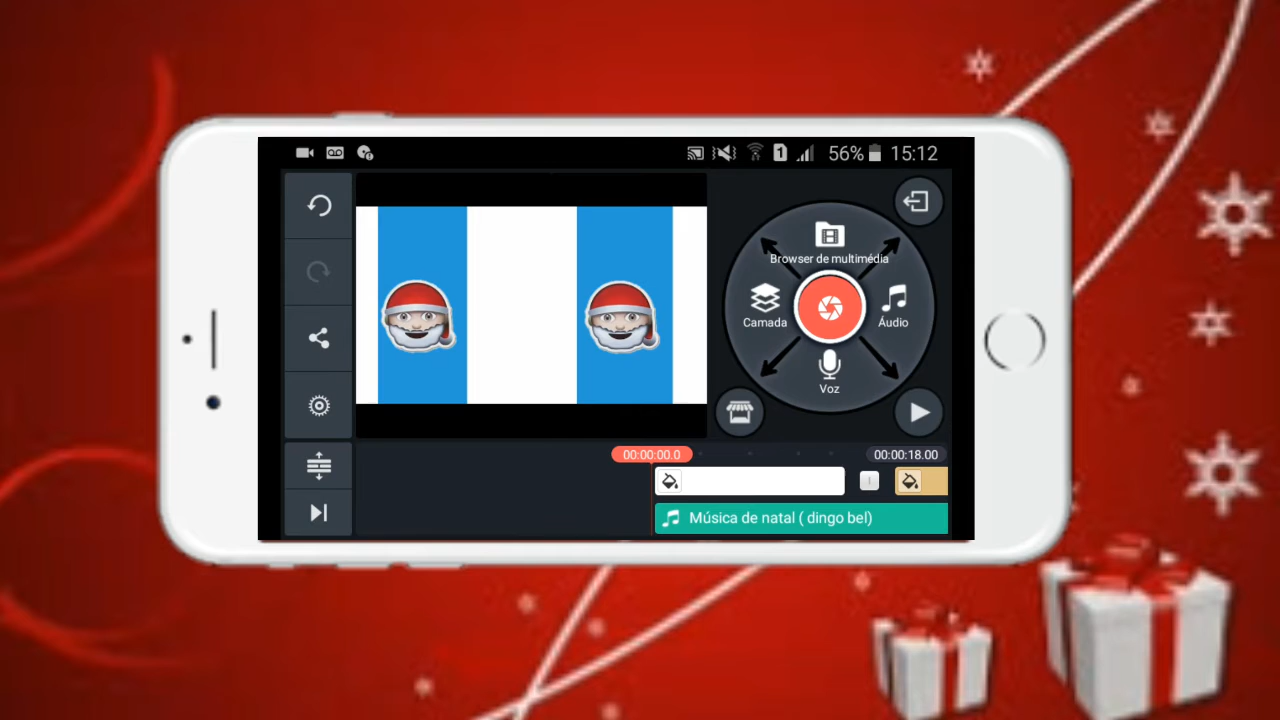 1 56% 15:12
Browser de multimédia
Camada
Áudio
Voz
00:00:00.0
00:00:18.00
Música de natal ( dingo bel)